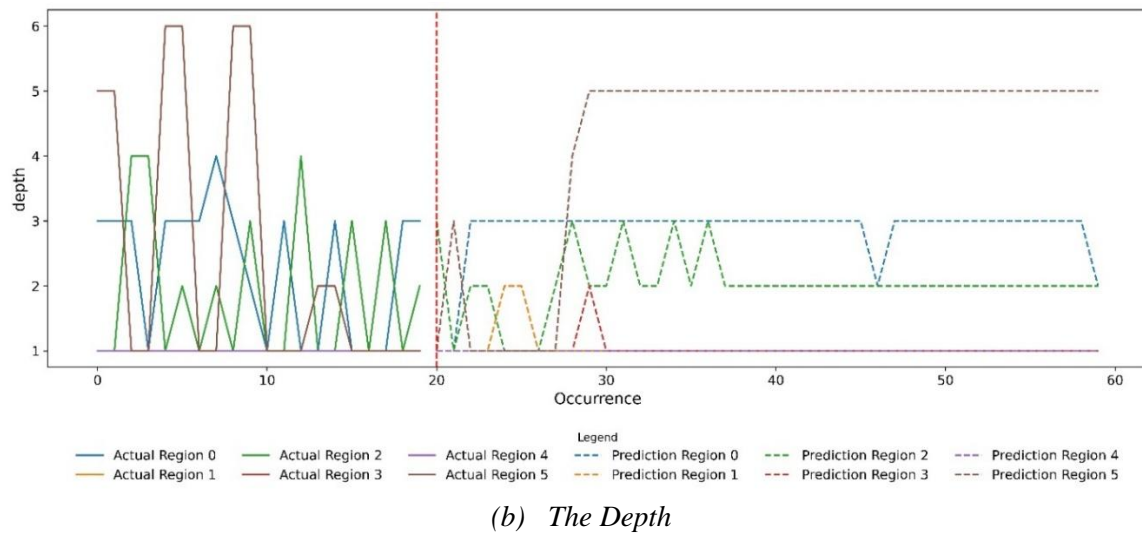 6
5
4
3
2
1
depth
0 10 20 30 40 50 60
Occurrence
Legend
Actual Region 0 Actual Region 2 Actual Region 4 Prediction Region 0 Prediction Region 2 Prediction Region 4
Actual Region 1 Actual Region 3 Actual Region 5 Prediction Region 1 Prediction Region 3 Prediction Region 5
(b) The Depth